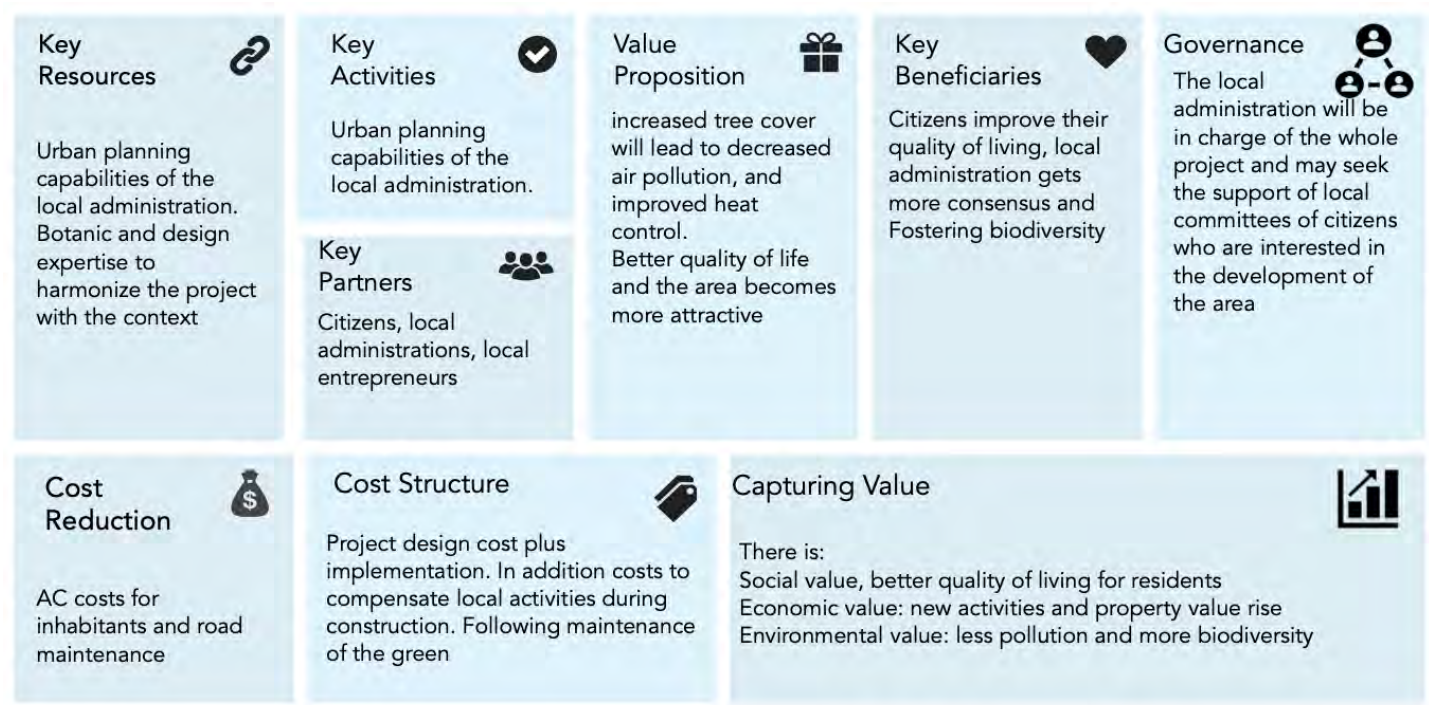 Key
Resources
Urban planning
capabilities of the
local administration.
Botanic and design
expertise to
harmonize the project
with the context
Key
Activities
Urban planning
capabilities of the
local administration.
Key
Partners
Citizens, local
administrations, local
entrepreneurs
Value
Proposition
increased tree cover
will lead to decreased
air pollution, and
improved heat
control.
Better quality of life
and the area becomes
more attractive
Key
Beneficiaries
Citizens improve their
quality of living, local
administration gets
more consensus and
Fostering biodiversity
Governance
The local
administration will be
in charge of the whole
project and may seek
the support of local
committees of citizens
who are interested in
the development of
the area
Cost
Reduction
$
AC costs for
inhabitants and road
maintenance
Cost Structure
Project design cost plus
implementation. In addition costs to
compensate local activities during
construction. Following maintenance
of the green
Capturing Value
There is:
Social value, better quality of living for residents
Economic value: new activities and property value rise
Environmental value: less pollution and more biodiversity